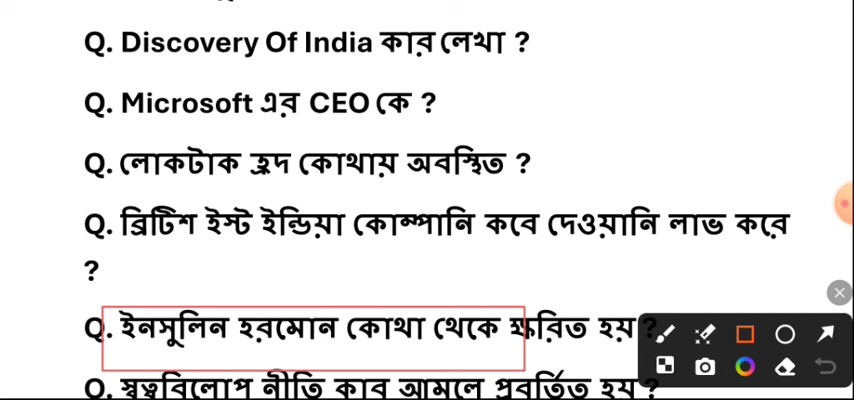 Q. Discovery Of India কার লেখা ?
Q. Microsoft এর CEO কে ?
Q. লোকটাক হ্রদ কোথায় অবস্থিত ?
Q. ব্রিটিশ ইস্ট ইন্ডিয়া কোম্পানি কবে দেওয়ানি লাভ করে
?
Q. ইনসুলিন হরমোন কোথা থেকে ক্ষরিত হয় ?
Q. স্বত্ববিলোপ নীতি কার আমলে প্রবর্তিত হয় ?